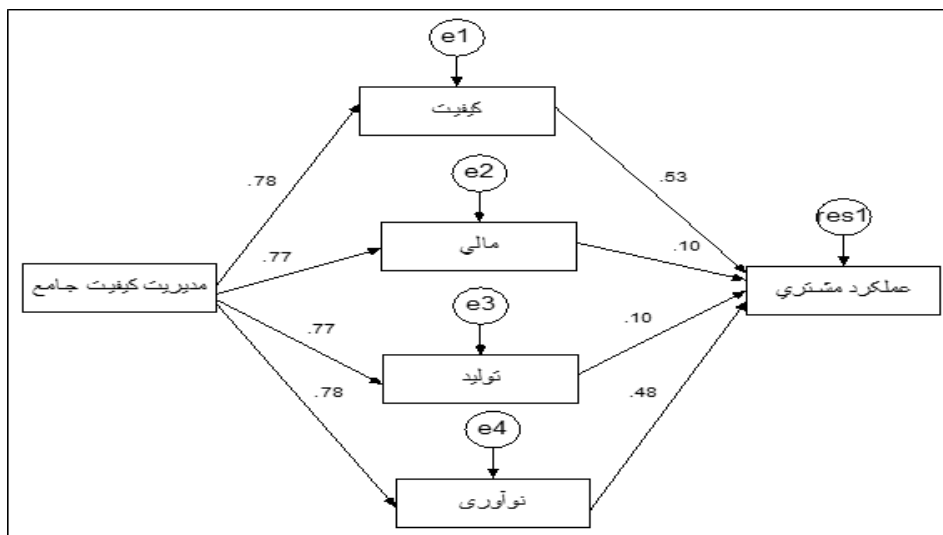 e1
کیفیت
.78
.53
e2
مالي
.77
.10
res1
مدیریت کیفیت جامع
عملکرد مشتري
e3
.77
.10
تولید
.78
.48
e4
نوآوری